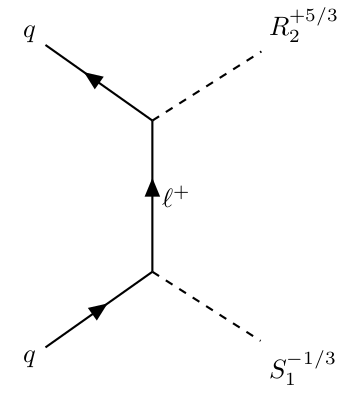 q
R_2^{+5/3}
ℓ^+
q
S_1^{-1/3}